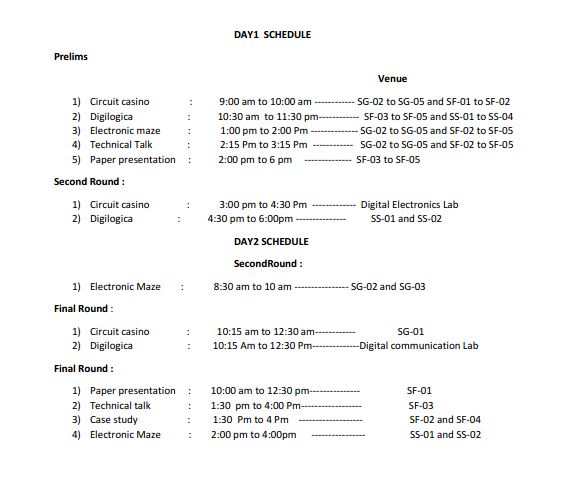 DAY1 SCHEDULE
Prelims
Venue
1) Circuit casino : 9:00 am to 10:00 am ------------ SG-02 to SG-05 and SF-01 to SF-02
2) Digilogica : 10:30 am to 11:30 pm------------ SF-03 to SF-05 and SS-01 to SS-04
3) Electronic maze : 1:00 pm to 2:00 Pm ------------- SG-02 to SG-05 and SF-02 to SF-05
4) Technical Talk : 2:15 Pm to 3:15 Pm ------------ SG-02 to SG-05 and SF-02 to SF-05
5) Paper presentation : 2:00 pm to 6 pm -------------- SF-03 to SF-05
Second Round :
1) Circuit casino : 3:00 pm to 4:30 Pm ------------- Digital Electronics Lab
2) Digilogica : 4:30 pm to 6:00pm --------------- SS-01 and SS-02
DAY2 SCHEDULE
SecondRound :
1) Electronic Maze : 8:30 am to 10 am ---------------- SG-02 and SG-03
Final Round :
1) Circuit casino : 10:15 am to 12:30 am------------ SG-01
2) Digilogica : 10:15 Am to 12:30 Pm--------------Digital communication Lab
Final Round :
1) Paper presentation : 10:00 am to 12:30 pm--------------- SF-01
2) Technical talk : 1:30 pm to 4:00 Pm------------------ SF-03
3) Case study : 1:30 Pm to 4 Pm ------------------- SF-02 and SF-04
4) Electronic Maze : 2:00 pm to 4:00pm ---------------- SS-01 and SS-02